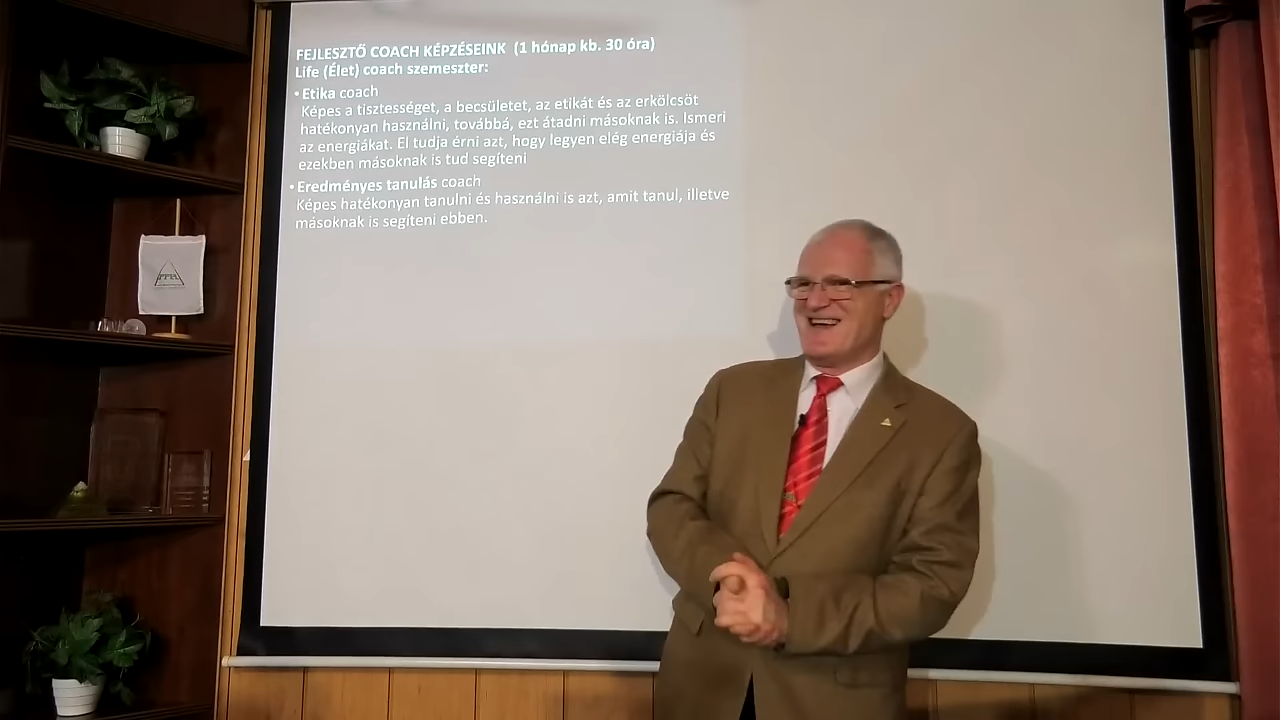 FEJLESZTŐ COACH KÉPZÉSEINK (1 hónap kb. 30 óra)
Life (Élet) coach szemeszter:
• Etika coach
Képes a tisztességet, a becsületet, az etikát és az erkölcsöt
hatékonyan használni, továbbá, ezt átadni másoknak is. Ismeri
az energiákat. El tudja érni azt, hogy legyen elég energiája és
ezekben másoknak is tud segíteni
• Eredményes tanulás coach
Képes hatékonyan tanulni és használni is azt, amit tanul, illetve
másoknak is segíteni ebben.